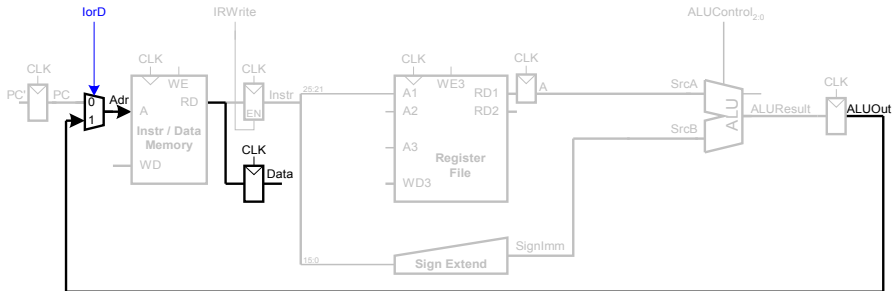 IorD
IRWrite
ALUControl2:0
CLK
CLK
CLK
CLK
CLK
CLK
PC'
PC
0
1
Adr
WE
A
RD
Instr / Data
Memory
WD
EN
Instr
CLK
Data
25:21
A1
A2
A3
WD3
WE3
RD1
RD2
Register
File
A
SrcA
SrcB
ALU
ALUResult
ALUOut
SignImm
15:0
Sign Extend